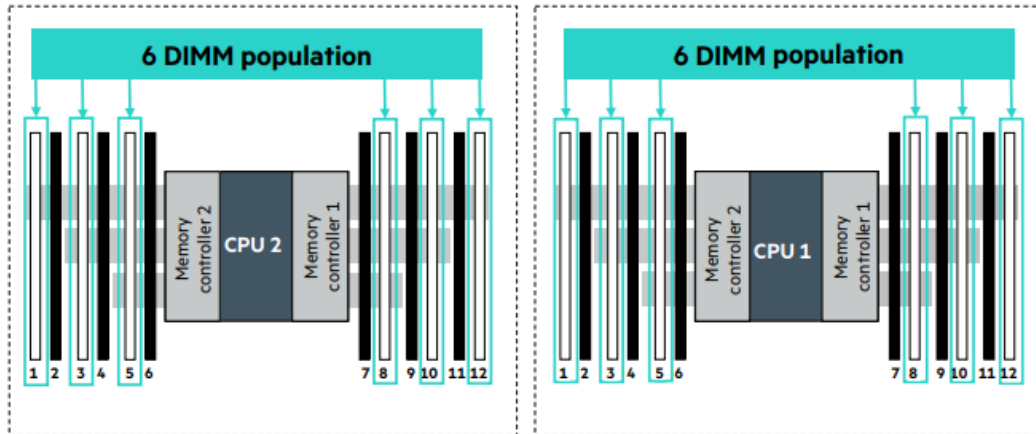 6 DIMM population
Memory controller 2
CPU 2
Memory controller 1
1 2 3 4 5 6 7 8 9 10 11 12
6 DIMM population
Memory controller 2
CPU 1
Memory controller 1
1 2 3 4 5 6 7 8 9 10 11 12